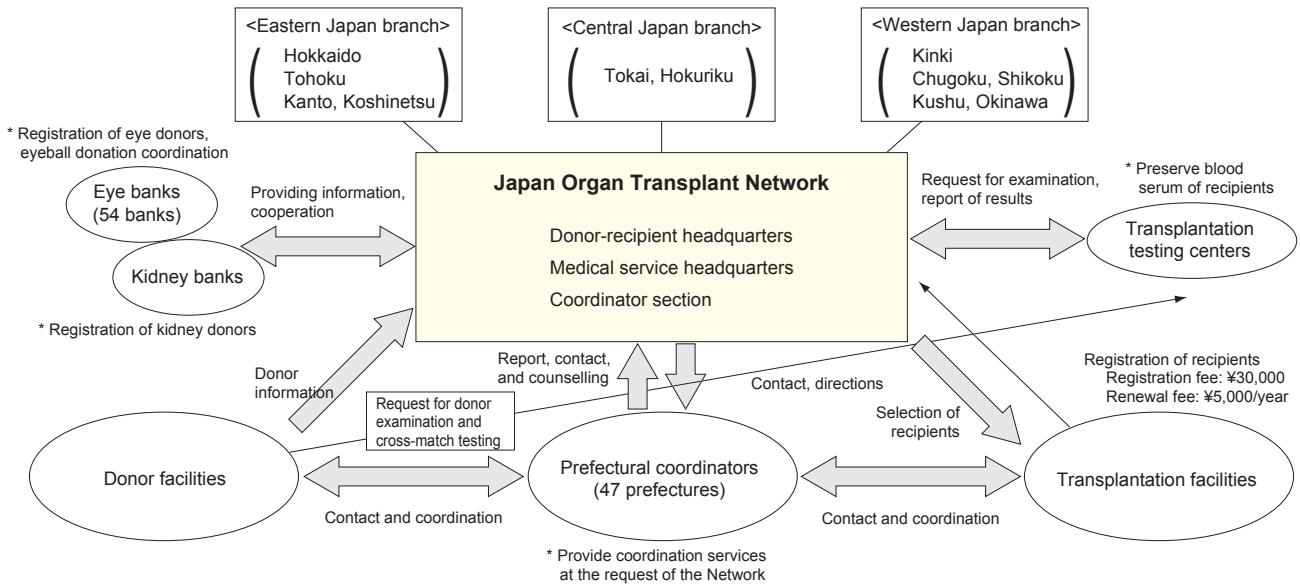 <Eastern Japan branch>
Hokkaido
Tohoku
Kanto, Koshinetsu
<Central Japan branch>
Tokai, Hokuriku
<Western Japan branch>
Kinki
Chugoku, Shikoku
Kushu, Okinawa
* Registration of eye donors,
eyeball donation coordination
Eye banks
(54 banks)
Kidney banks
* Registration of kidney donors
Providing information,
cooperation
Japan Organ Transplant Network
Donor-recipient headquarters
Medical service headquarters
Coordinator section
Request for examination,
report of results
* Preserve blood
serum of recipients
Transplantation
testing centers
Donor
information
Request for donor
examination and
cross-match testing
Report, contact,
and counselling
Contact, directions
Selection of
recipients
Registration of recipients
Registration fee: ¥30,000
Renewal fee: ¥5,000/year
Donor facilities
Contact and coordination
Prefectural coordinators
(47 prefectures)
* Provide coordination services
at the request of the Network
Contact and coordination
Transplantation facilities